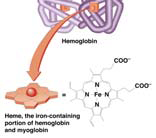 Hemoglobin
COO⁻
COO⁻
N
N Fe N
N
=
Heme, the iron-containing
portion of hemoglobin
and myoglobin